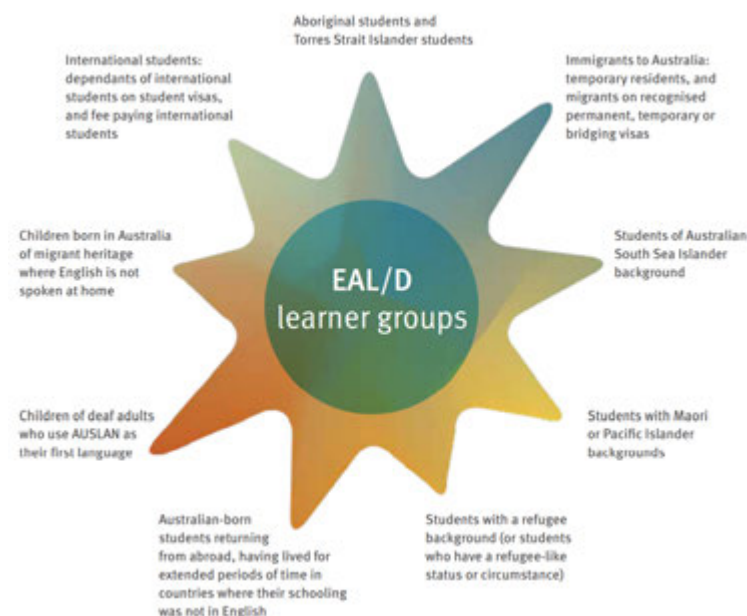 Aboriginal students and
Torres Strait Islander students
International students:
dependants of international
students on student visas,
and fee paying international
students
Immigrants to Australia:
temporary residents, and
migrants on recognised
permanent, temporary or
bridging visas
Children born in Australia
of migrant heritage
where English is not
spoken at home
Students of Australian
South Sea Islander
background
EAL/D
learner groups
Children of deaf adults
who use AUSLAN as
their first language
Students with Maori
or Pacific Islander
backgrounds
Australian-born
students returning
from abroad, having lived for
extended periods of time in
countries where their schooling
was not in English
Students with a refugee
background (or students
who have a refugee-like
status or circumstance)